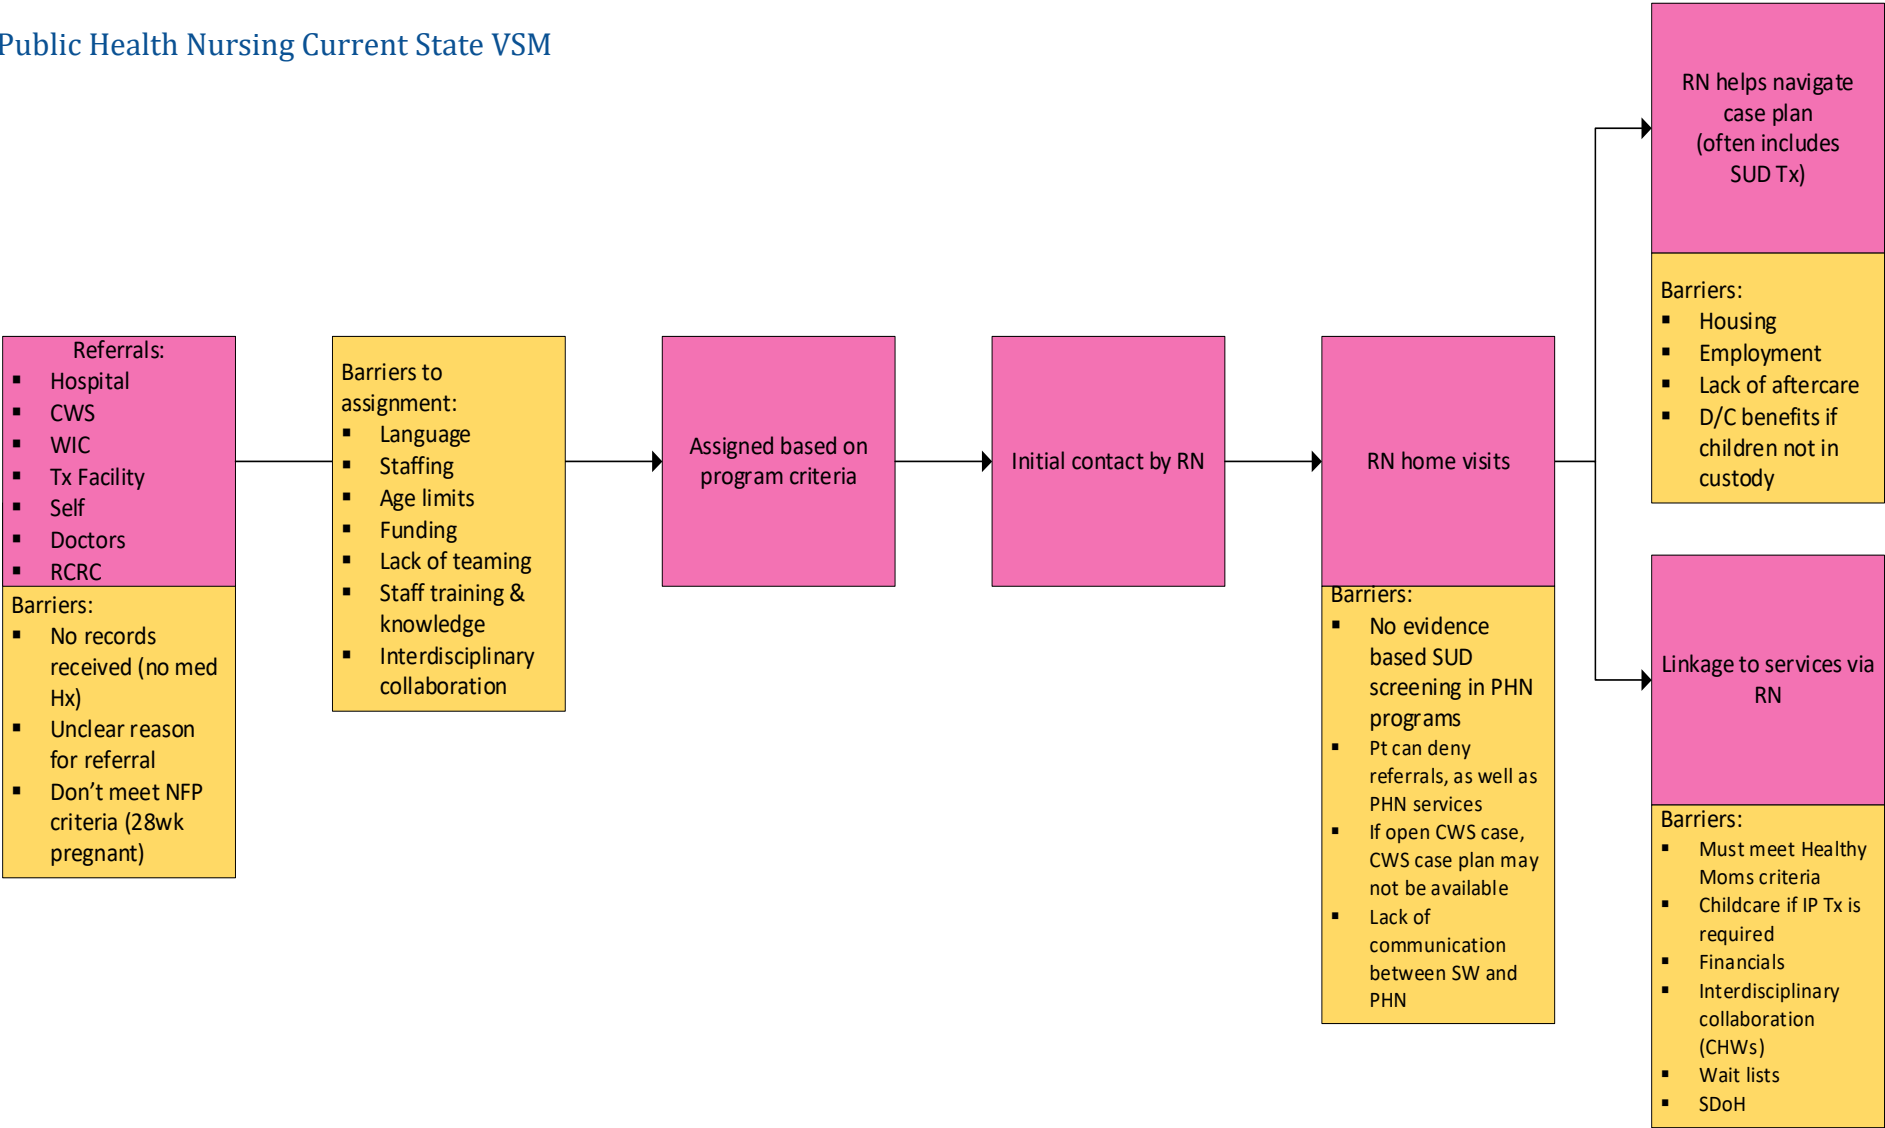 Public Health Nursing Current State VSM
Referrals:
▪ Hospital
▪ CWS
▪ WIC
▪ Tx Facility
▪ Self
▪ Doctors
▪ RCRC
Barriers:
▪ No records
received (no med
Hx)
▪ Unclear reason
for referral
▪ Don’t meet NFP
criteria (28wk
pregnant)
Barriers to
assignment:
▪ Language
▪ Staffing
▪ Age limits
▪ Funding
▪ Lack of teaming
▪ Staff training &
knowledge
▪ Interdisciplinary
collaboration
Assigned based on
program criteria
Initial contact by RN
RN home visits
Barriers:
▪ No evidence
based SUD
screening in PHN
programs
▪ Pt can deny
referrals, as well as
PHN services
▪ If open CWS case,
CWS case plan may
not be available
▪ Lack of
communication
between SW and
PHN
RN helps navigate
case plan
(often includes
SUD Tx)
Barriers:
▪ Housing
▪ Employment
▪ Lack of aftercare
▪ D/C benefits if
children not in
custody
Linkage to services via
RN
Barriers:
▪ Must meet Healthy
Moms criteria
▪ Childcare if IP Tx is
required
▪ Financials
▪ Interdisciplinary
collaboration
(CHWs)
▪ Wait lists
▪ SDoH